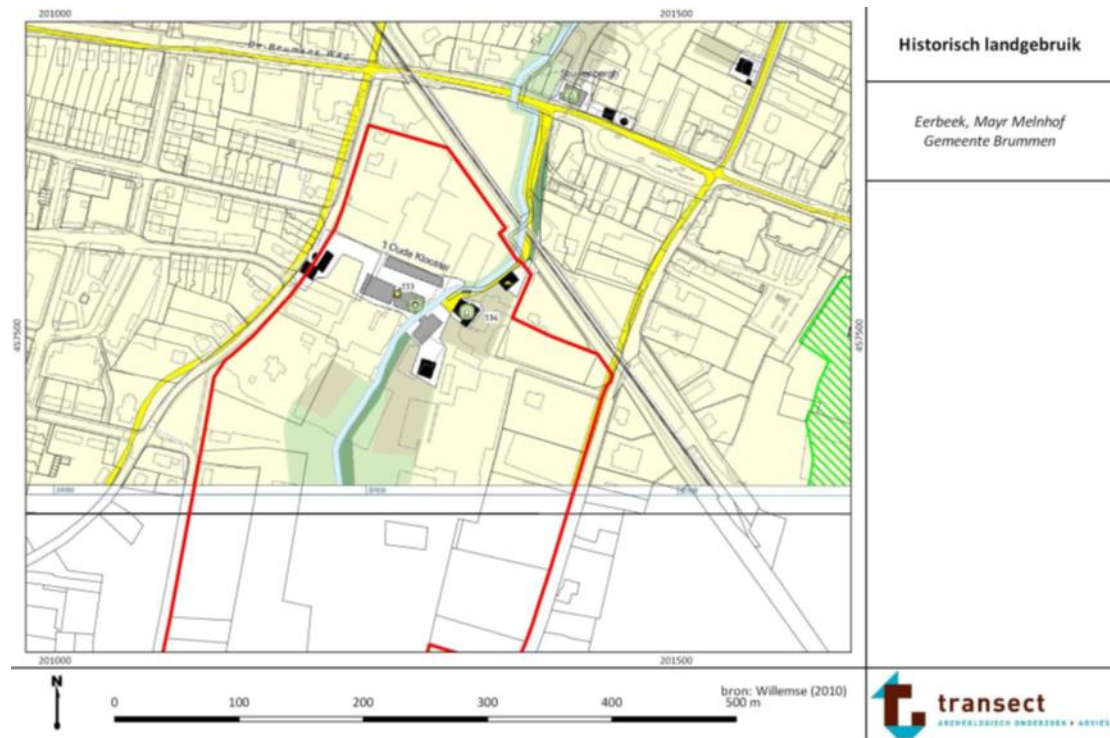 201000
201500
Historisch landgebruik
Eerbeek, Mayr Melnhof
Gemeente Brummen
't Oude Klooster
133
134
457500
457500
201000
201500
N
0
100
200
300
400
500 m
bron: Willemse (2010)
transect
ARCHEOLOGISCH ONDERZOEK + ADVIES